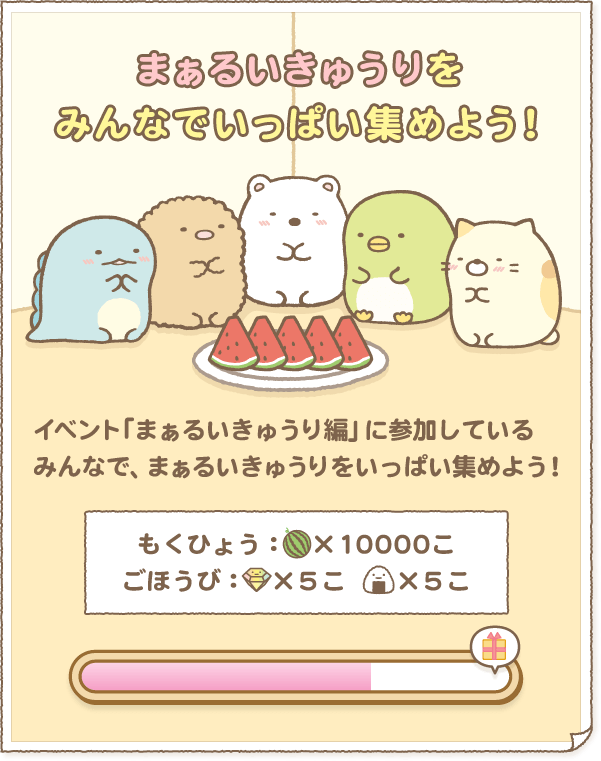 まぁるいきゅうりを
みんなでいっぱい集めよう！
イベント「まぁるいきゅうり編」に参加している
みんなで、まぁるいきゅうりをいっぱい集めよう！
もくひょう：×10000こ
ごほうび：×５こ ×５こ